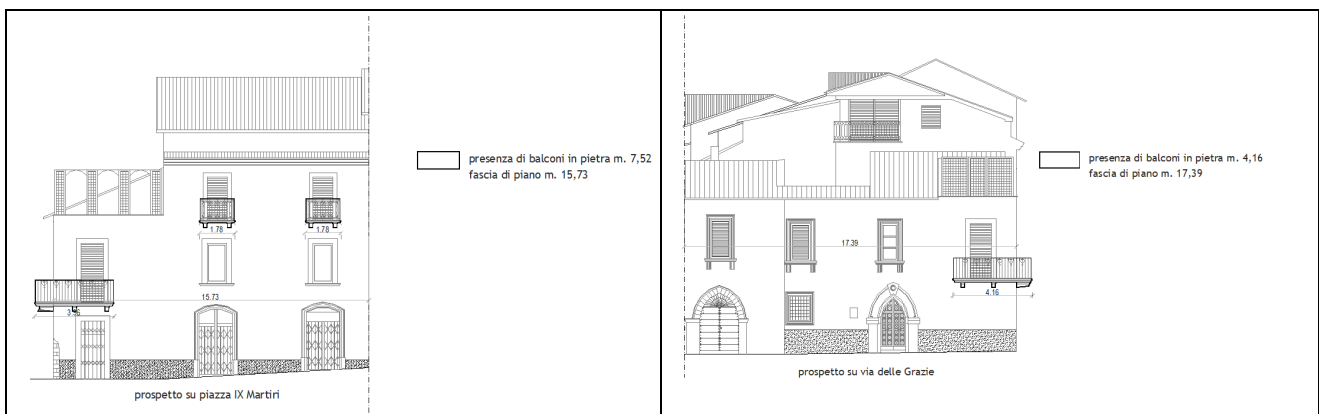 presenza di balconi in pietra m. 7,52
fascia di piano m. 15,73
1.78
1.78
15.73
3.96
prospetto su piazza IX Martiri
presenza di balconi in pietra m. 4,16
fascia di piano m. 17,39
17.39
4.16
prospetto su via delle Grazie